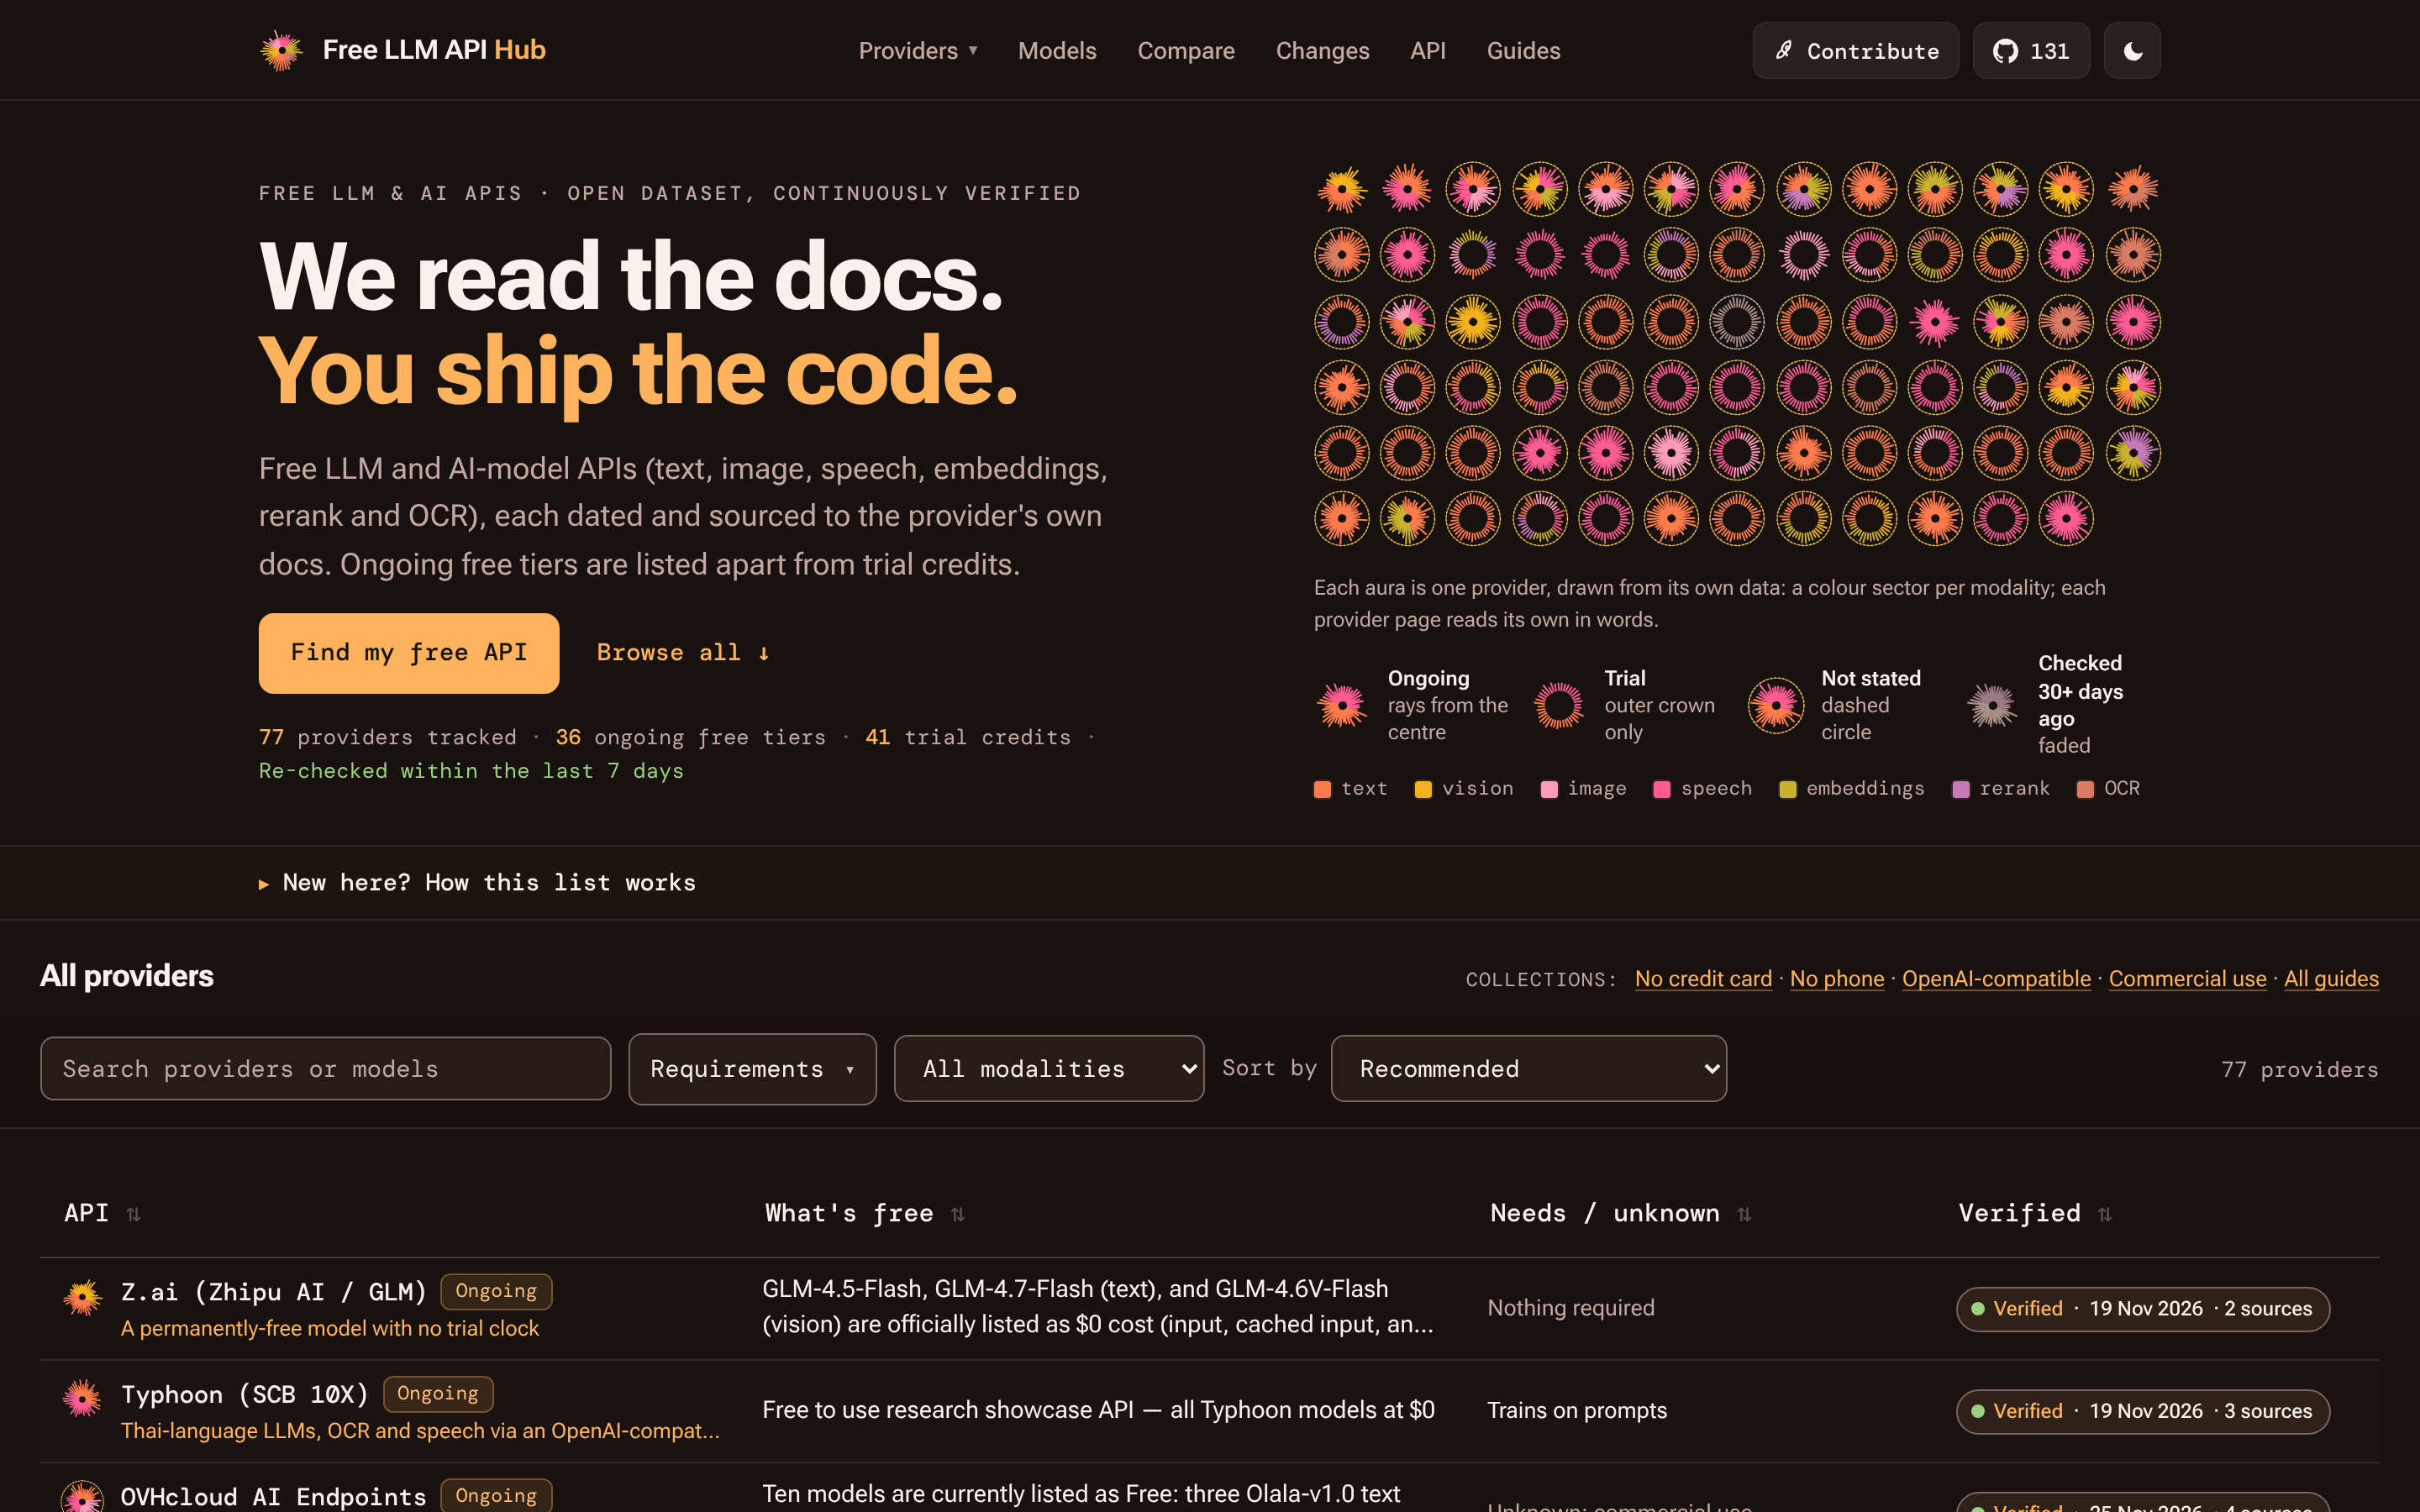 Free LLM API Hub
Providers ▾
Models
Compare
Changes
API
Guides
Contribute
131
FREE LLM & AI APIS · OPEN DATASET, CONTINUOUSLY VERIFIED
We read the docs.
You ship the code.
Free LLM and AI-model APIs (text, image, speech, embeddings,
rerank and OCR), each dated and sourced to the provider's own
docs. Ongoing free tiers are listed apart from trial credits.
Find my free API
Browse all ↓
77 providers tracked · 36 ongoing free tiers · 41 trial credits ·
Re-checked within the last 7 days
Each aura is one provider, drawn from its own data: a colour sector per modality; each
provider page reads its own in words.
Ongoing
rays from the
centre
Trial
outer crown
only
Not stated
dashed
circle
Checked
30+ days
ago
faded
text
vision
image
speech
embeddings
rerank
OCR
▸ New here? How this list works
All providers
COLLECTIONS: No credit card · No phone · OpenAI-compatible · Commercial use · All guides
Search providers or models
Requirements ▾
All modalities
Sort by
Recommended
77 providers
API ⇅
What's free ⇅
Needs / unknown ⇅
Verified ⇅
Z.ai (Zhipu AI / GLM) Ongoing
A permanently-free model with no trial clock
GLM-4.5-Flash, GLM-4.7-Flash (text), and GLM-4.6V-Flash
(vision) are officially listed as $0 cost (input, cached input, an...
Nothing required
Verified · 19 Nov 2026 · 2 sources
Typhoon (SCB 10X) Ongoing
Thai-language LLMs, OCR and speech via an OpenAI-compat...
Free to use research showcase API — all Typhoon models at $0
Trains on prompts
Verified · 19 Nov 2026 · 3 sources
OVHcloud AI Endpoints Ongoing
Ten models are currently listed as Free: three Olala-v1.0 text
Unknown: commercial use
Verified · 25 Nov 2026 · 4 sources